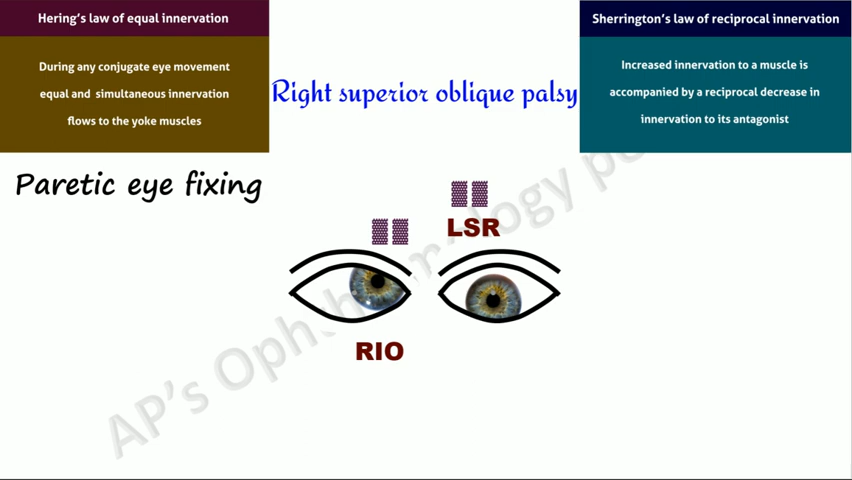 Hering's law of equal innervation
During any conjugate eye movement
equal and simultaneous innervation
flows to the yoke muscles
Right superior oblique palsy
Sherrington's law of reciprocal innervation
Increased innervation to a muscle is
accompanied by a reciprocal decrease in
innervation to its antagonist
Paretic eye fixing
LSR
RIO
AP's